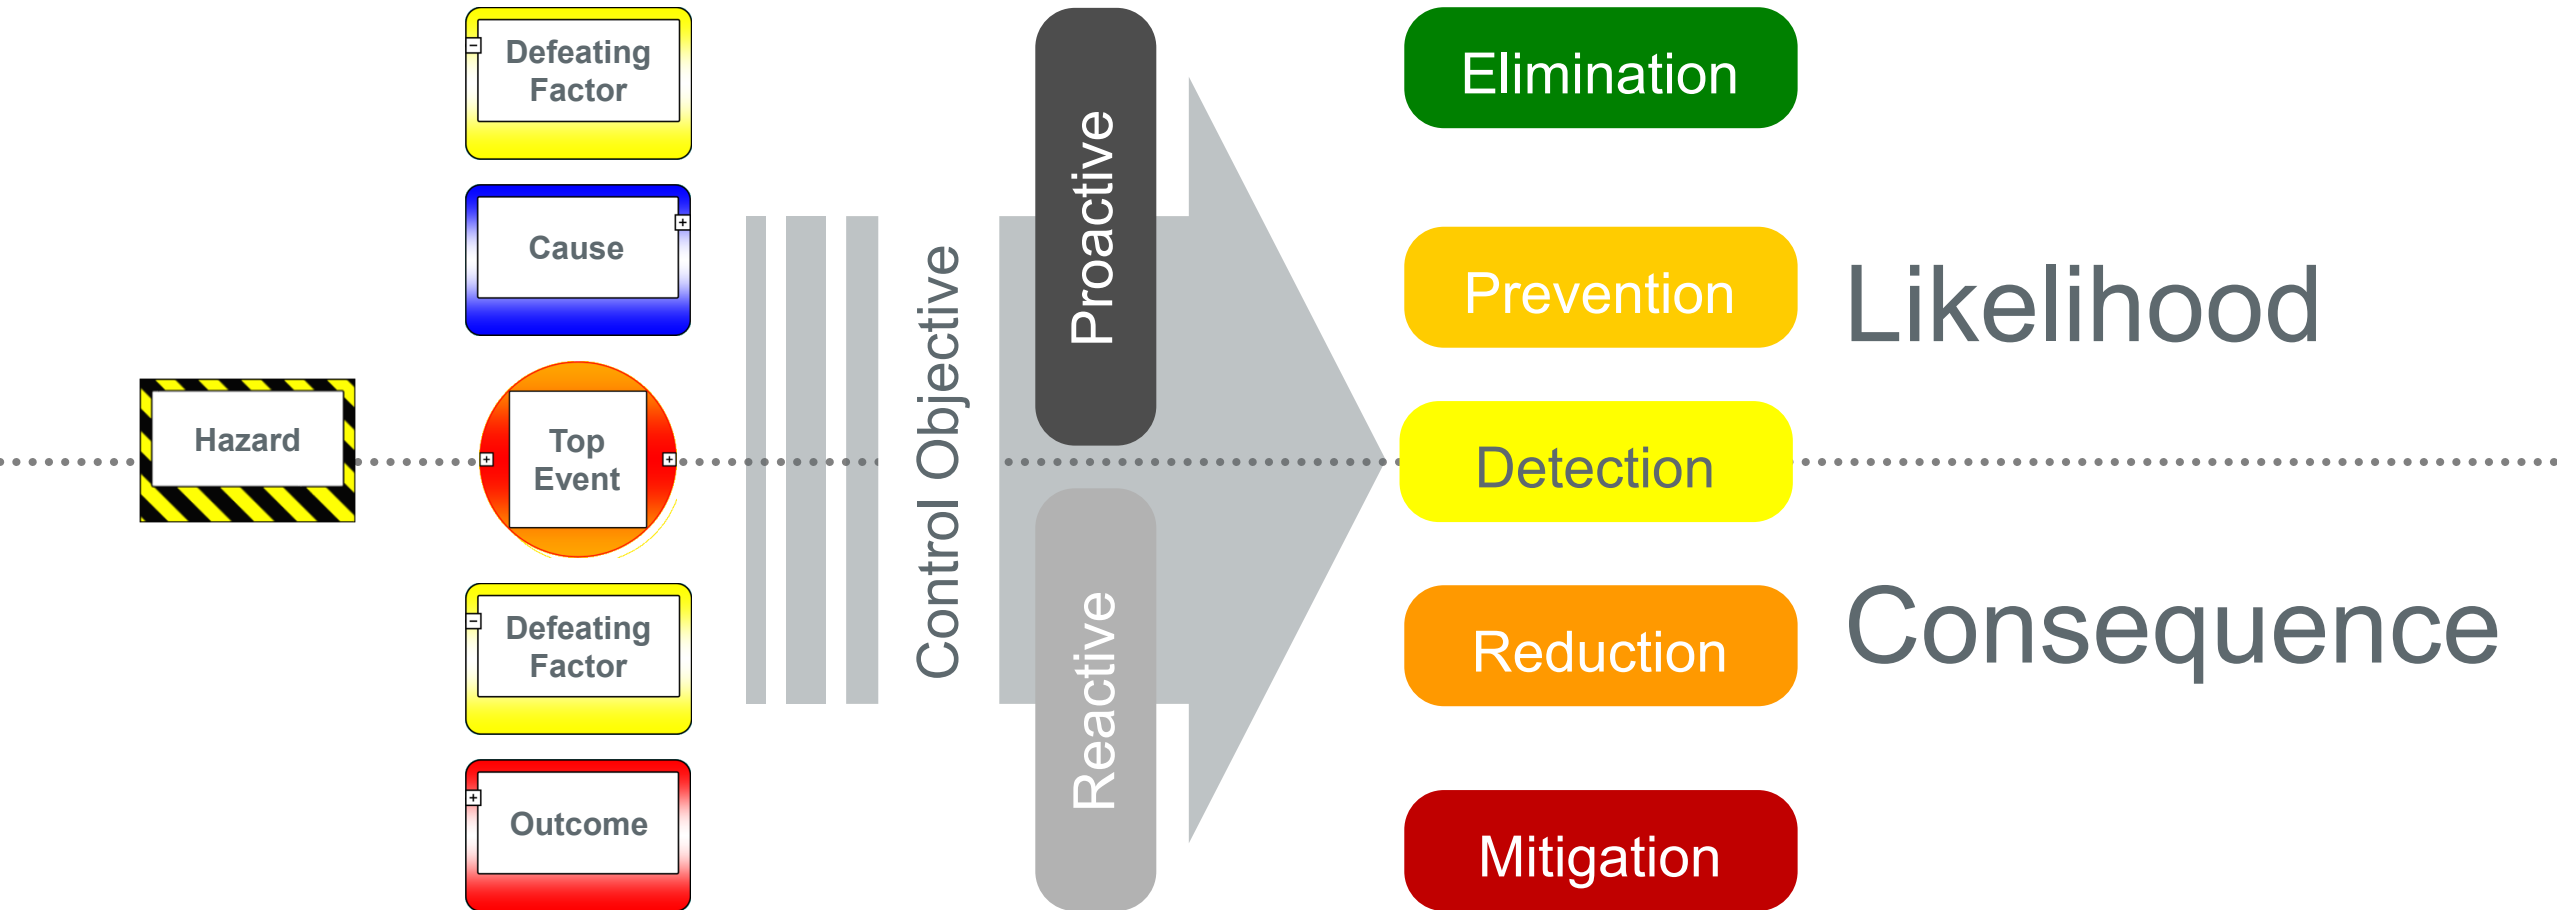 Hazard
Defeating
Factor
Cause
Top
Event
Defeating
Factor
Outcome
Control Objective
Proactive
Reactive
Elimination
Prevention
Detection
Reduction
Mitigation
Likelihood
Consequence